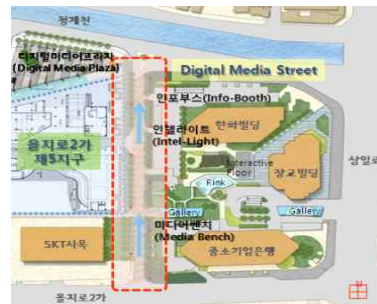 청계천
디지털미디어프라자
(Digital Media Plaza)
Digital Media Street
인포부스(Info-Booth)
한화빌딩
을지로2가
제5지구
인텔라이트
(Intel-Light)
Interactive
Floor
장교빌딩
삼일로
Rink
Gallery
Gallery
미디어벤치
(Media Bench)
SKT사옥
중소기업은행
을지로2가